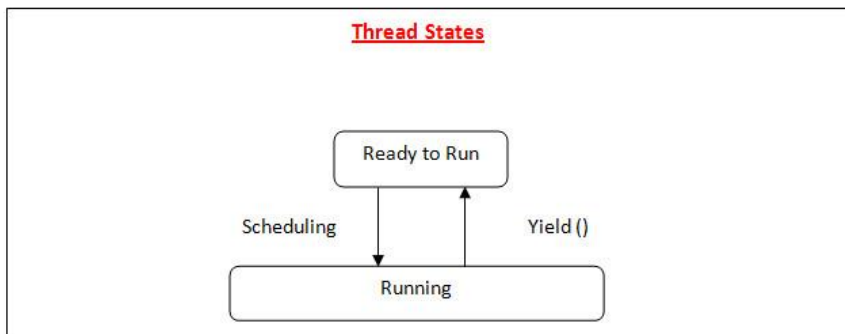 Thread States
Ready to Run
Scheduling
Yield ()
Running